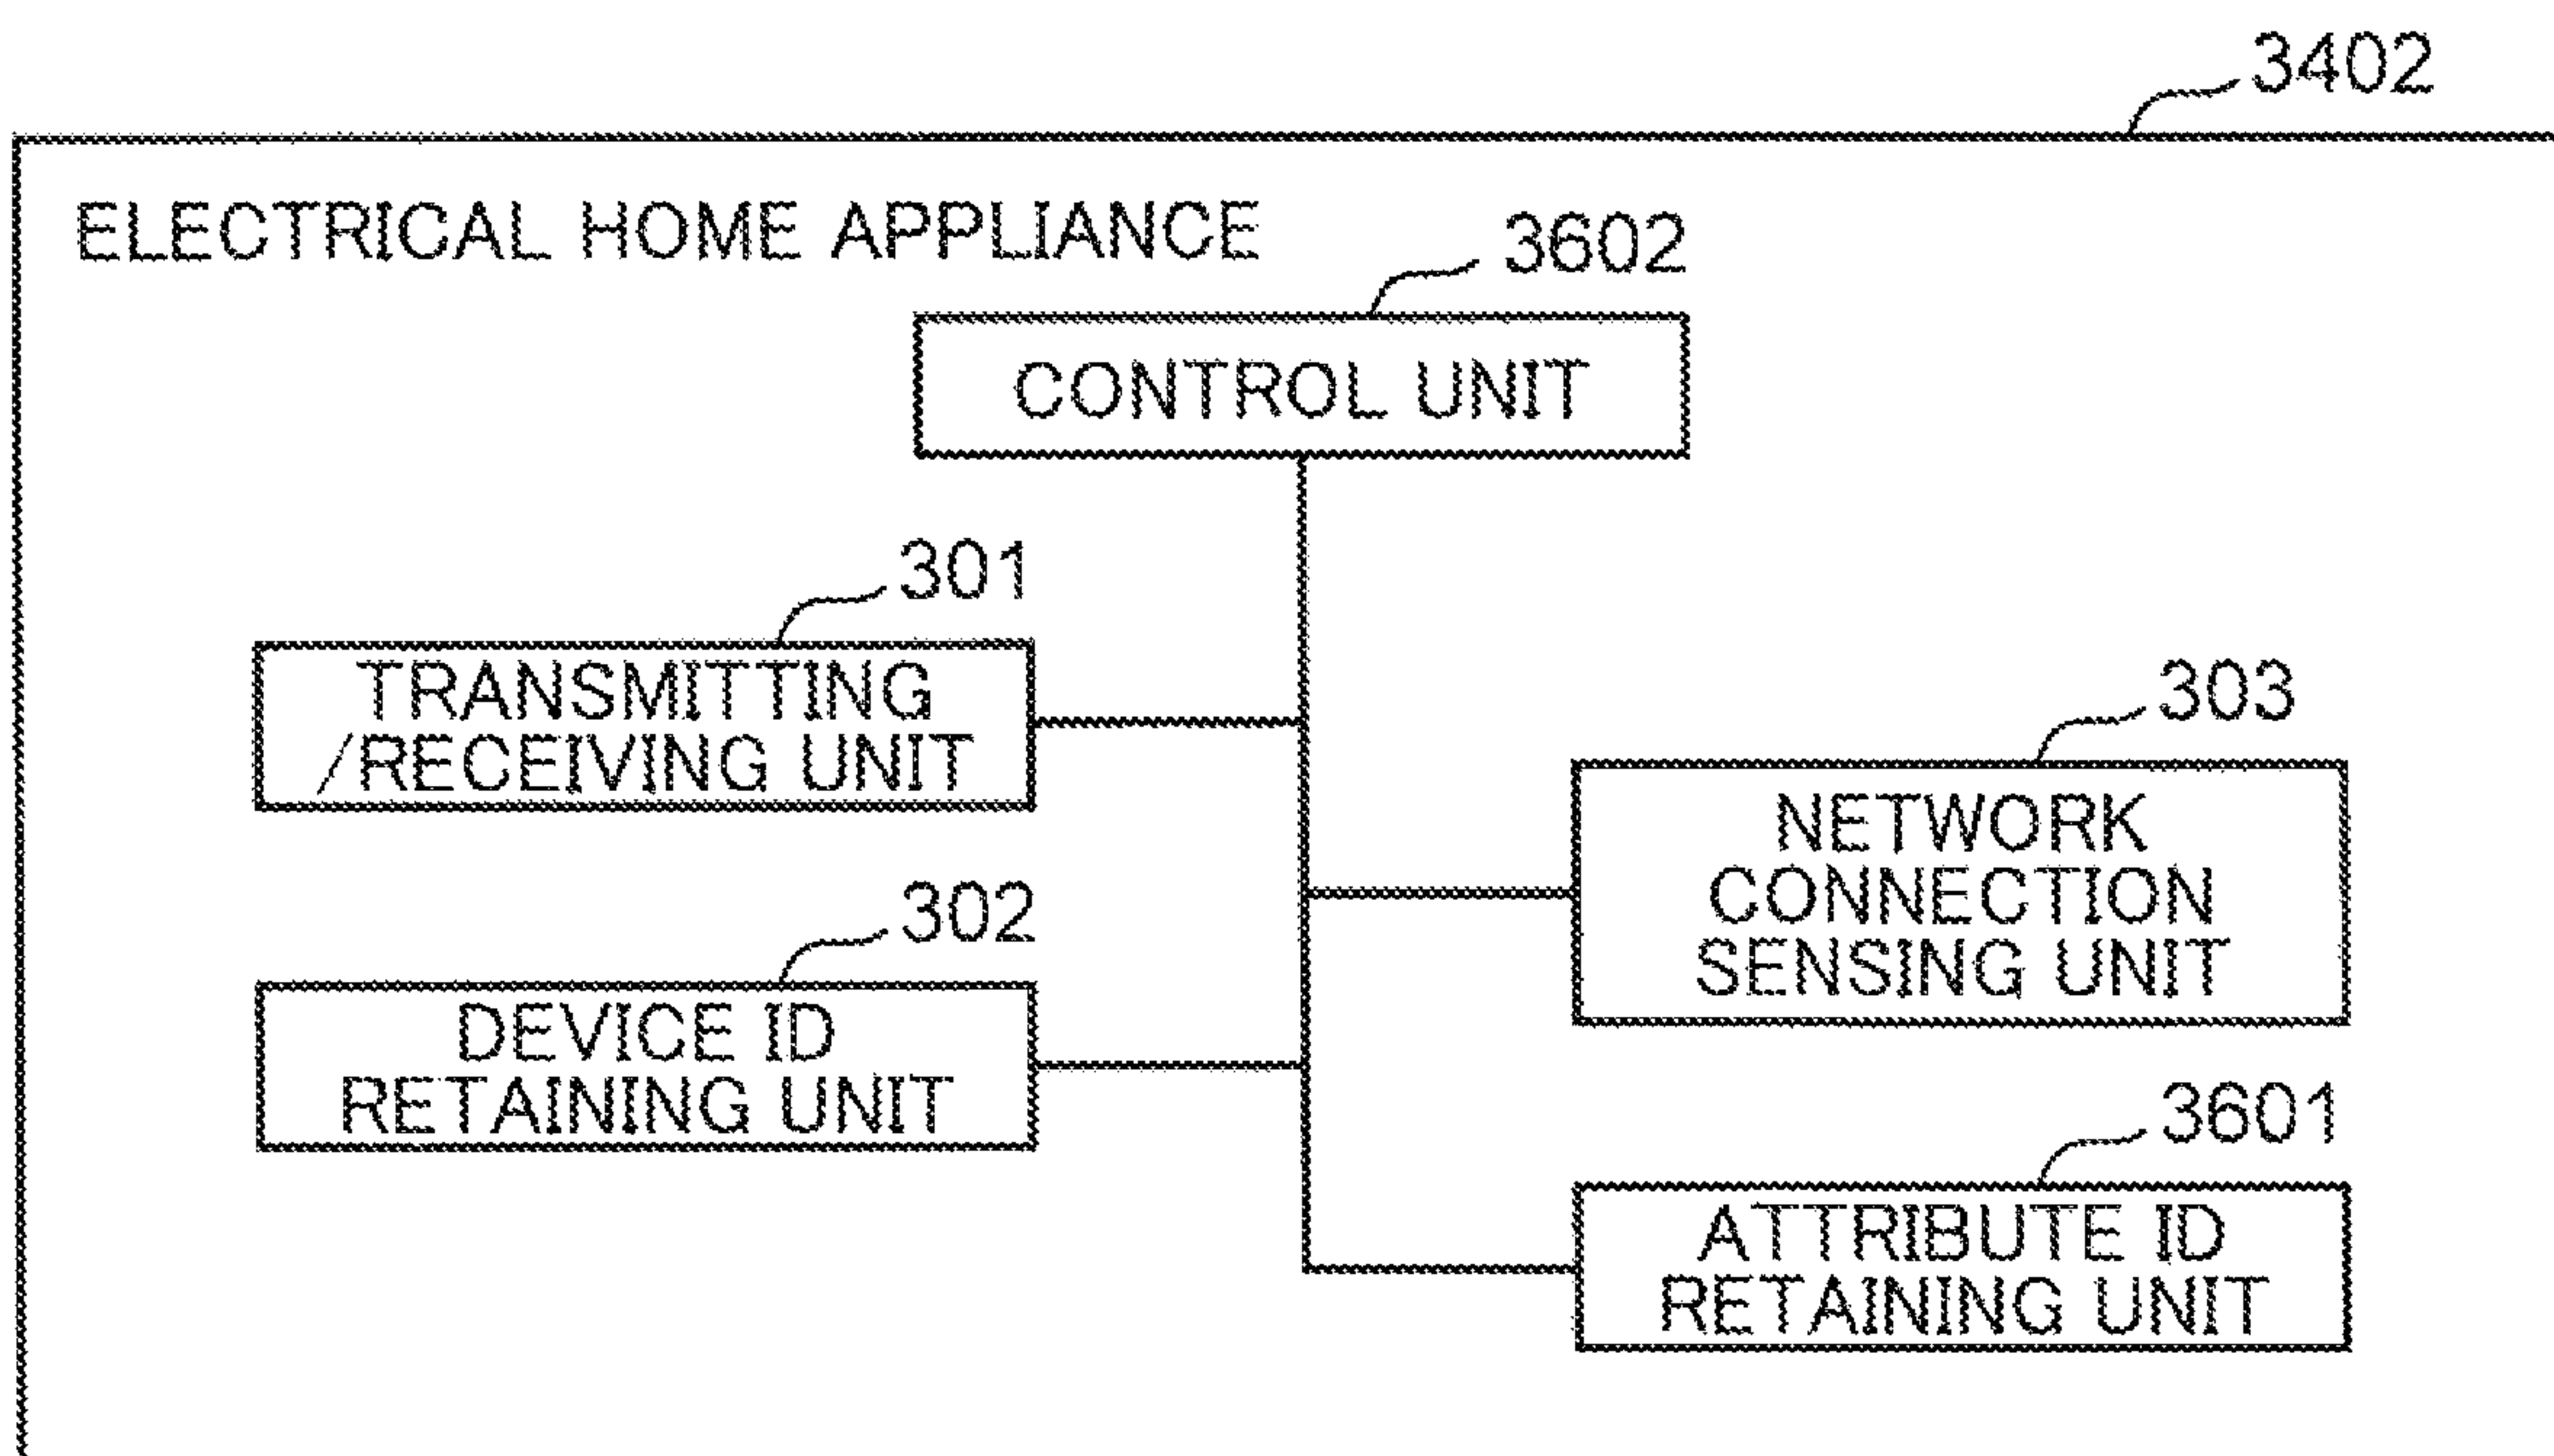 3402
ELECTRICAL HOME APPLIANCE
3602
CONTROL UNIT
301
TRANSMITTING
/RECEIVING UNIT
303
NETWORK
CONNECTION
SENSING UNIT
302
DEVICE ID
RETAINING UNIT
3601
ATTRIBUTE ID
RETAINING UNIT